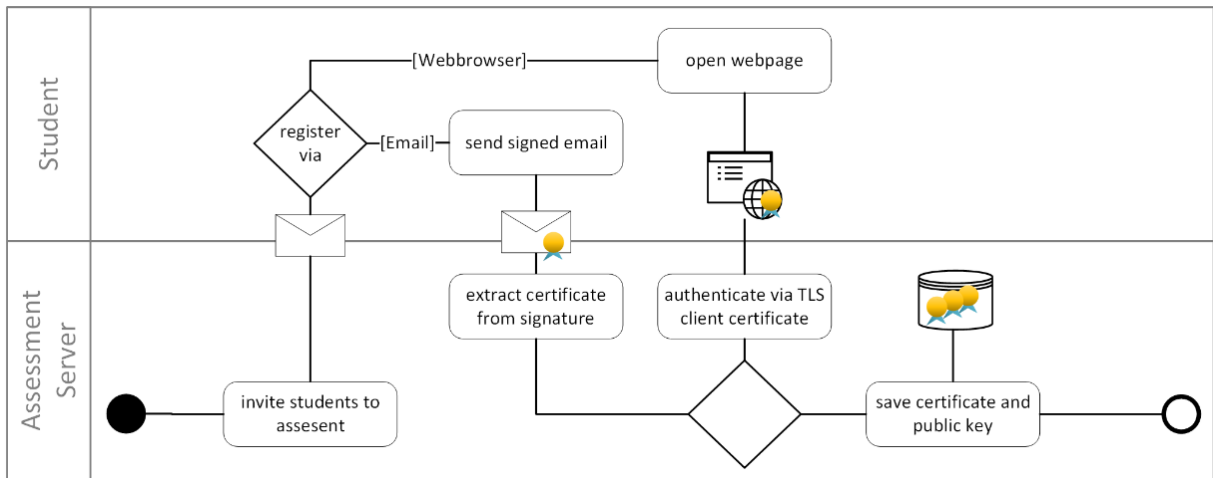 Student
[Webbrowser]
open webpage
register
via
[Email]
send signed email
Assessment
Server
extract certificate
from signature
authenticate via TLS
client certificate
invite students to
assesent
save certificate and
public key